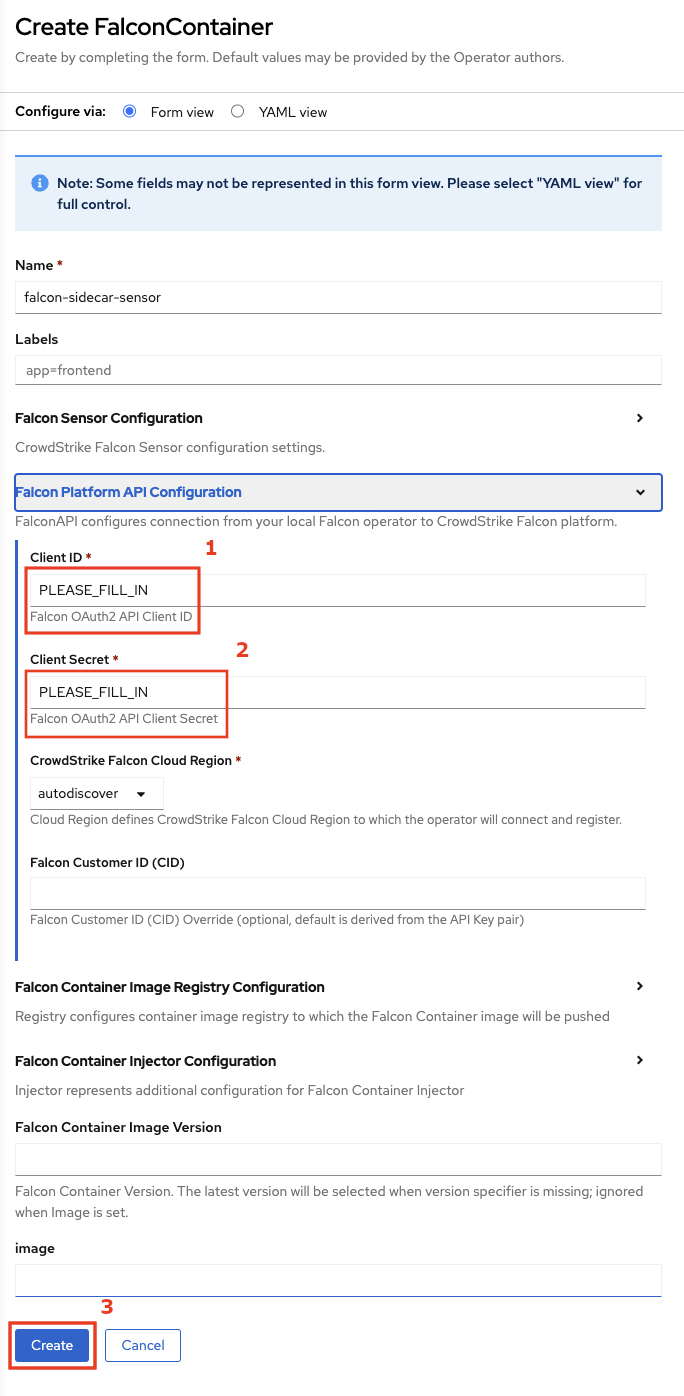 Create FalconContainer
Create by completing the form. Default values may be provided by the Operator authors.
Configure via: Form view YAML view
Note: Some fields may not be represented in this form view. Please select "YAML view" for
full control.
Name *
falcon-sidecar-sensor
Labels
app=frontend
Falcon Sensor Configuration
CrowdStrike Falcon Sensor configuration settings.
Falcon Platform API Configuration
FalconAPI configures connection from your local Falcon operator to CrowdStrike Falcon platform.
1
Client ID *
PLEASE_FILL_IN
Falcon OAuth2 API Client ID
2
Client Secret *
PLEASE_FILL_IN
Falcon OAuth2 API Client Secret
CrowdStrike Falcon Cloud Region *
autodiscover
Cloud Region defines CrowdStrike Falcon Cloud Region to which the operator will connect and register.
Falcon Customer ID (CID)
Falcon Customer ID (CID) Override (optional, default is derived from the API Key pair)
Falcon Container Image Registry Configuration
Registry configures container image registry to which the Falcon Container image will be pushed
Falcon Container Injector Configuration
Injector represents additional configuration for Falcon Container Injector
Falcon Container Image Version
Falcon Container Version. The latest version will be selected when version specifier is missing; ignored
when Image is set.
image
3
Create Cancel